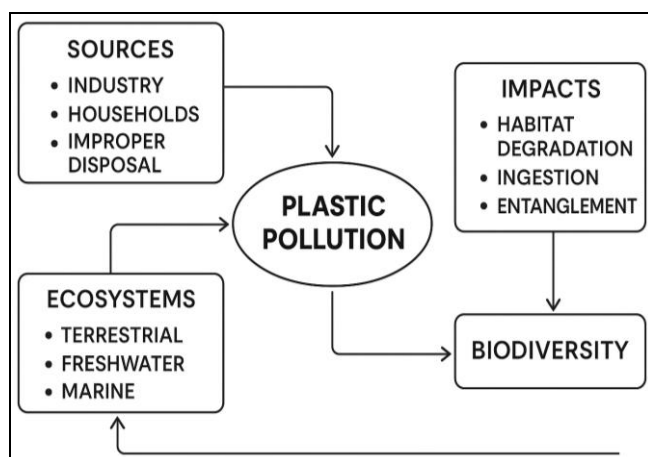 SOURCES
• INDUSTRY
• HOUSEHOLDS
• IMPROPER
DISPOSAL
IMPACTS
• HABITAT
DEGRADATION
• INGESTION
• ENTANGLEMENT
PLASTIC
POLLUTION
ECOSYSTEMS
• TERRESTRIAL
• FRESHWATER
• MARINE
BIODIVERSITY